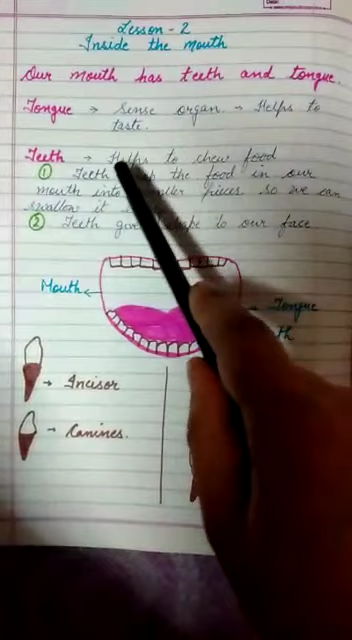 Date:
Lesson - 2
Inside the mouth
Our mouth has teeth and tongue.
Tongue → Sense organ. → Helps to
taste.
Teeth → Helps to chew food
① Teeth the food in our
mouth into so we can
swallow it
② Teeth give shape to our face
Mouth
Tongue
→ Incisor
→ Canines.